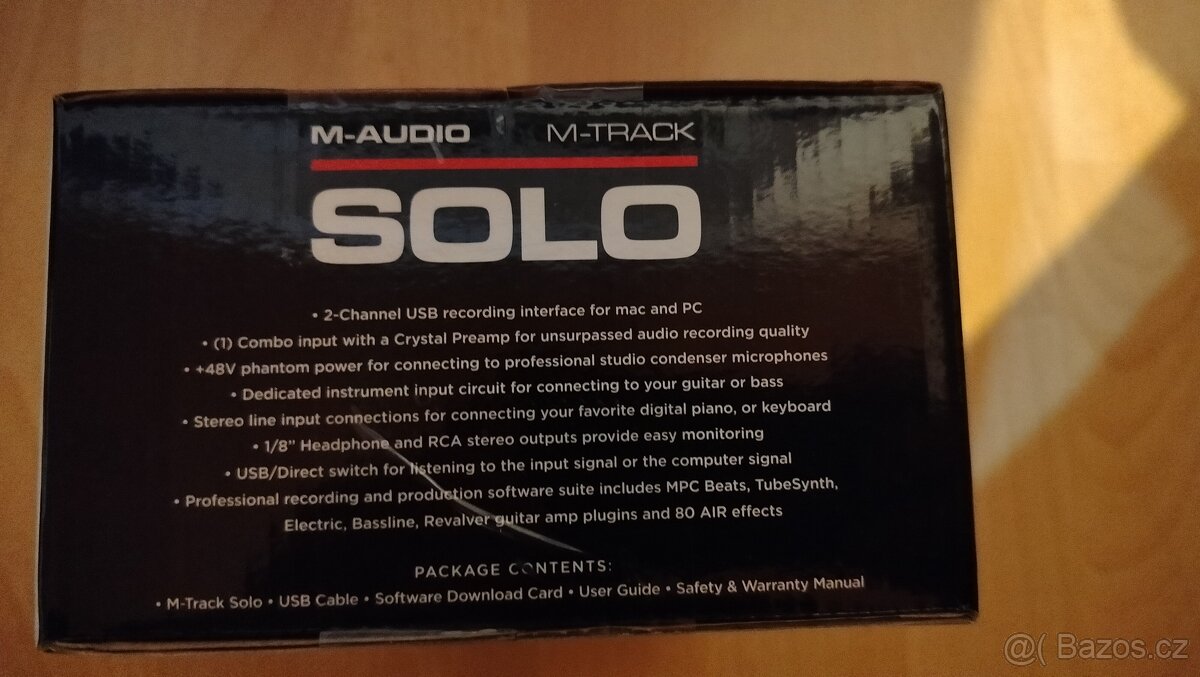 M-AUDIO M-TRACK
SOLO
• 2-Channel USB recording interface for mac and PC
• (1) Combo input with a Crystal Preamp for unsurpassed audio recording quality
• +48V phantom power for connecting to professional studio condenser microphones
• Dedicated instrument input circuit for connecting to your guitar or bass
• Stereo line input connections for connecting your favorite digital piano, or keyboard
• 1/8" Headphone and RCA stereo outputs provide easy monitoring
• USB/Direct switch for listening to the input signal or the computer signal
• Professional recording and production software suite includes MPC Beats, TubeSynth,
Electric, Bassline, Revalver guitar amp plugins and 80 AIR effects
PACKAGE CONTENTS:
• M-Track Solo • USB Cable • Software Download Card • User Guide • Safety & Warranty Manual
@( Bazos.cz